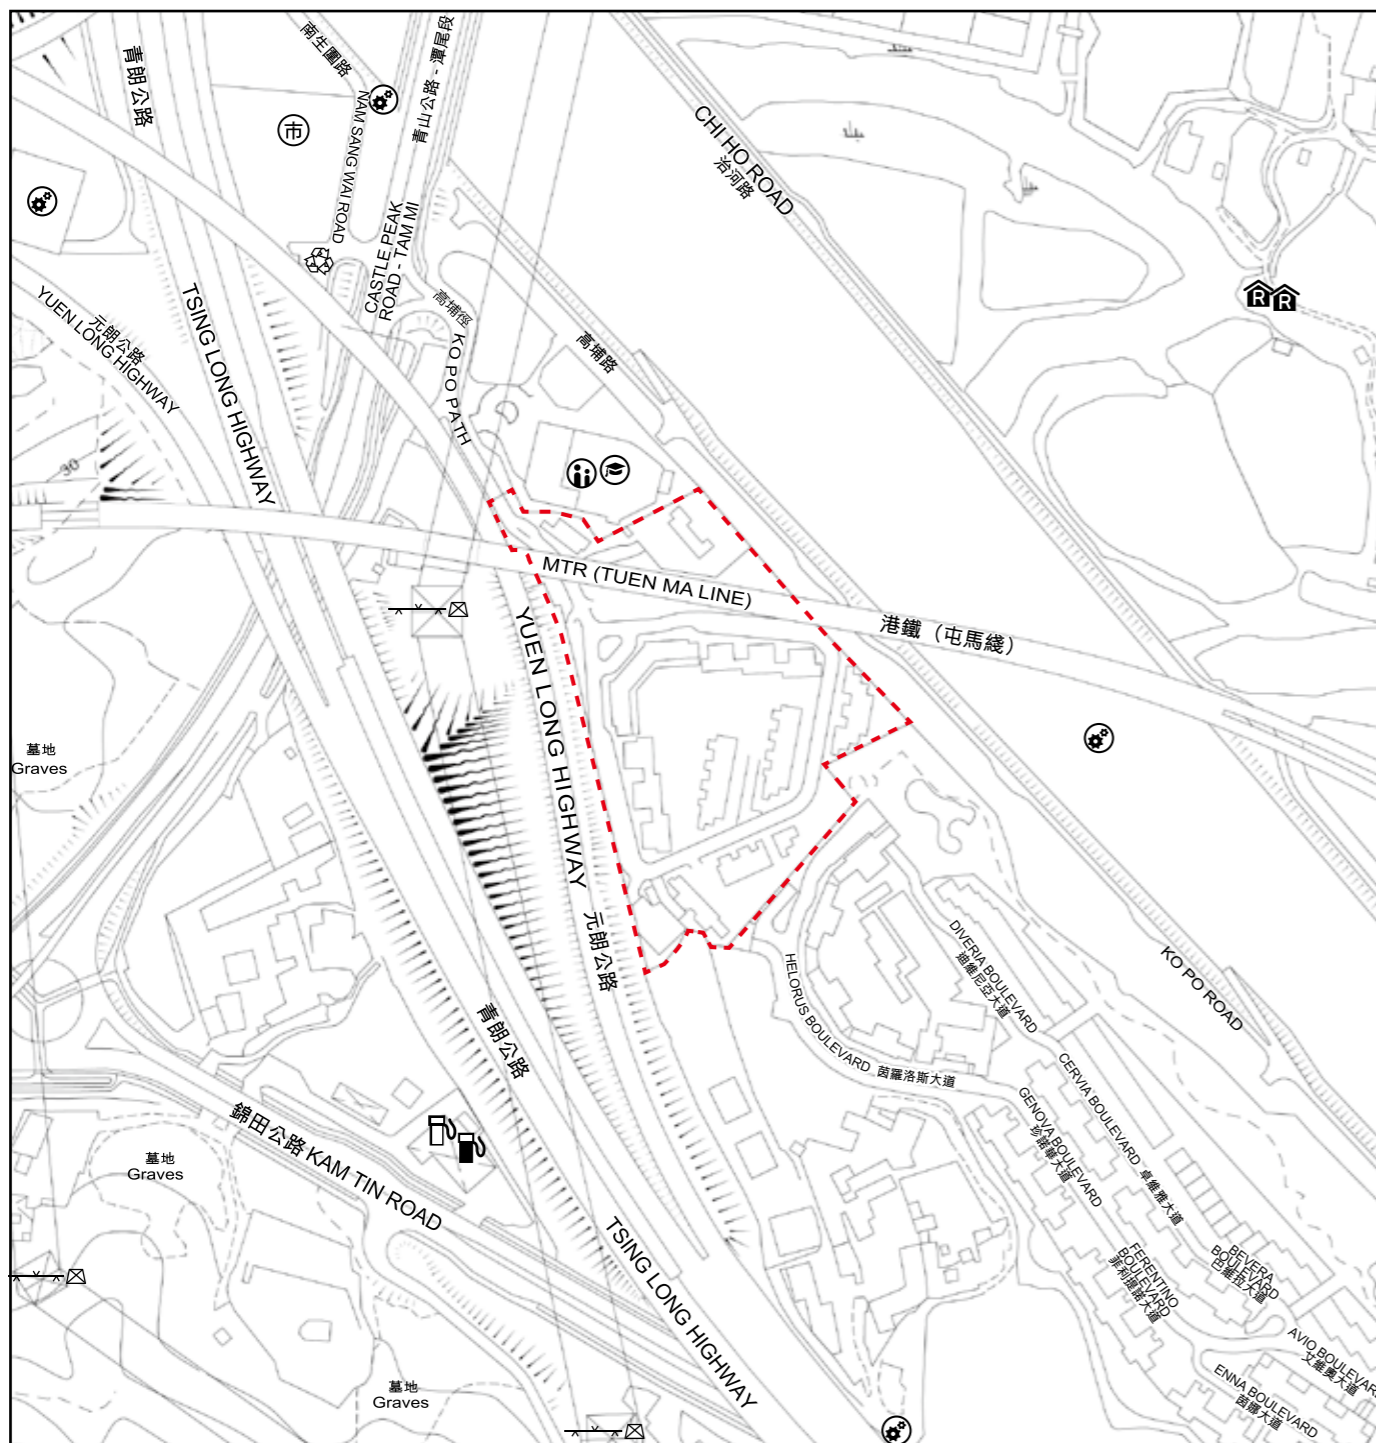 青朗公路
南生圍路
青山公路 - 潭尾段
市
NAM SANG WAI ROAD
CHI HO ROAD
治河路
CASTLE PEAK
ROAD - TAM MI
YUEN LONG HIGHWAY
元朗公路
TSING LONG HIGHWAY
高埔徑
KO PO PATH
高埔路
R
R
30
MTR (TUEN MA LINE)
港鐵（屯馬綫）
YUEN LONG HIGHWAY 元朗公路
墓地
Graves
青朗公路
DIVERIA BOULEVARD
迪維尼亞大道
KO PO ROAD
HELORUS BOULEVARD 茵羅洛斯大道
CERVIA BOULEVARD 卓維雅大道
GENOVA BOULEVARD
珍諾華大道
錦田公路 KAM TIN ROAD
墓地
Graves
TSING LONG HIGHWAY
FERENTINO
BOULEVARD
菲利提諾大道
BEVERA
BOULEVARD
巴維菈大道
AVIO BOULEVARD
艾維奧大道
ENNA BOULEVARD
茵娜大道
墓地
Graves